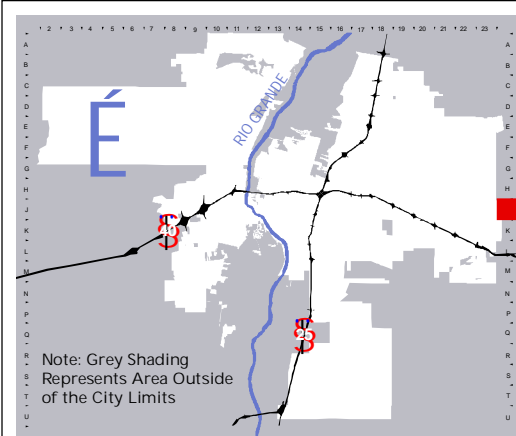 2 3 4 5 6 7 8 9 10 11 12 13 14 15 16 17 18 19 20 21 22 23
A
B
C
D
E
F
G
H
J
K
L
M
N
P
Q
R
S
T
U
É
RIO GRANDE
40
25
Note: Grey Shading
Represents Area Outside
of the City Limits
A
B
C
D
E
F
G
H
J
K
L
M
N
P
Q
R
S
T
U